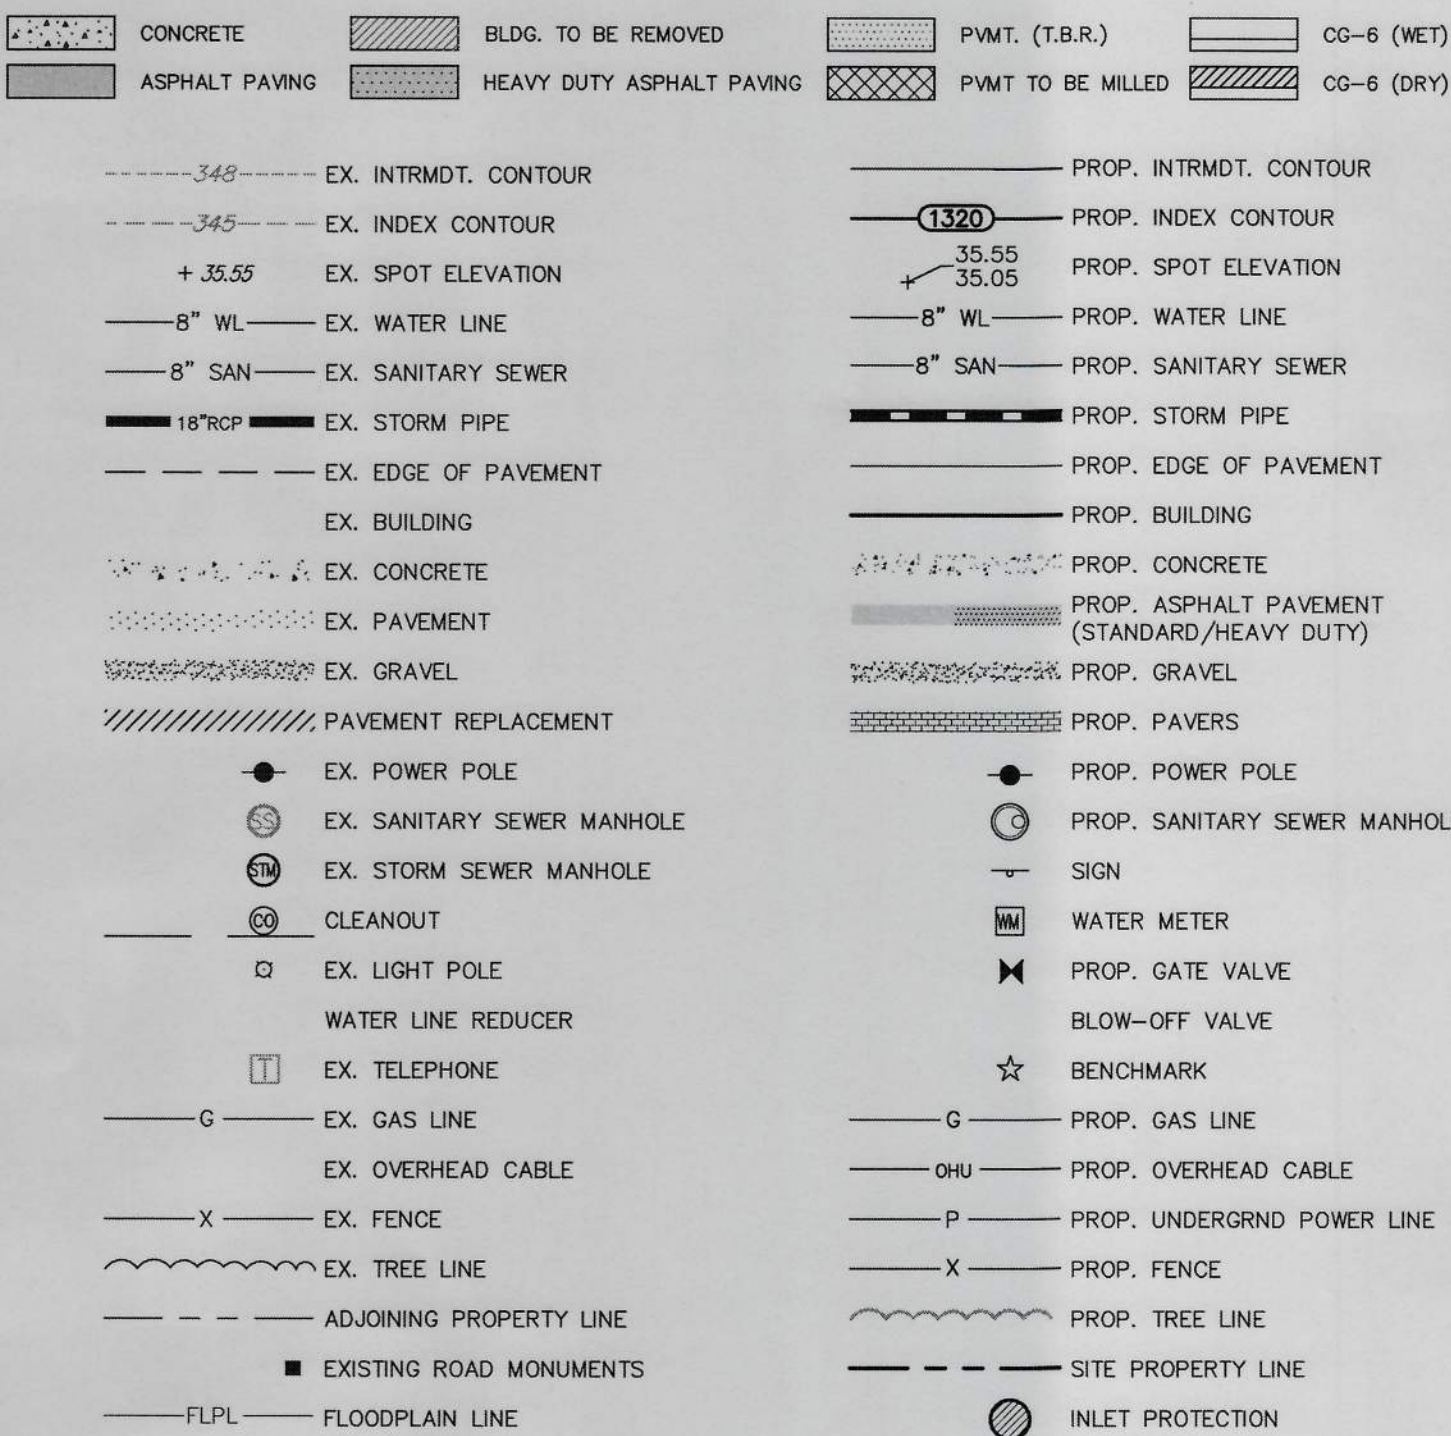 CONCRETE BLDG. TO BE REMOVED PVMT. (T.B.R.) CG-6 (WET)
ASPHALT PAVING HEAVY DUTY ASPHALT PAVING PVMT TO BE MILLED CG-6 (DRY)
348 EX. INTRMDT. CONTOUR
345 EX. INDEX CONTOUR
+ 35.55 EX. SPOT ELEVATION
8" WL EX. WATER LINE
8" SAN EX. SANITARY SEWER
18"RCP EX. STORM PIPE
EX. EDGE OF PAVEMENT
EX. BUILDING
EX. CONCRETE
EX. PAVEMENT
EX. GRAVEL
PAVEMENT REPLACEMENT
EX. POWER POLE
SS EX. SANITARY SEWER MANHOLE
STM EX. STORM SEWER MANHOLE
CO CLEANOUT
EX. LIGHT POLE
WATER LINE REDUCER
T EX. TELEPHONE
G EX. GAS LINE
EX. OVERHEAD CABLE
X EX. FENCE
EX. TREE LINE
ADJOINING PROPERTY LINE
EXISTING ROAD MONUMENTS
FLPL FLOODPLAIN LINE
PROP. INTRMDT. CONTOUR
1320 PROP. INDEX CONTOUR
35.55
35.05 PROP. SPOT ELEVATION
8" WL PROP. WATER LINE
8" SAN PROP. SANITARY SEWER
PROP. STORM PIPE
PROP. EDGE OF PAVEMENT
PROP. BUILDING
PROP. CONCRETE
PROP. ASPHALT PAVEMENT
(STANDARD/HEAVY DUTY)
PROP. GRAVEL
PROP. PAVERS
PROP. POWER POLE
PROP. SANITARY SEWER MANHOL
SIGN
WM WATER METER
PROP. GATE VALVE
BLOW-OFF VALVE
BENCHMARK
G PROP. GAS LINE
OHU PROP. OVERHEAD CABLE
P PROP. UNDERGRND POWER LINE
X PROP. FENCE
PROP. TREE LINE
SITE PROPERTY LINE
INLET PROTECTION